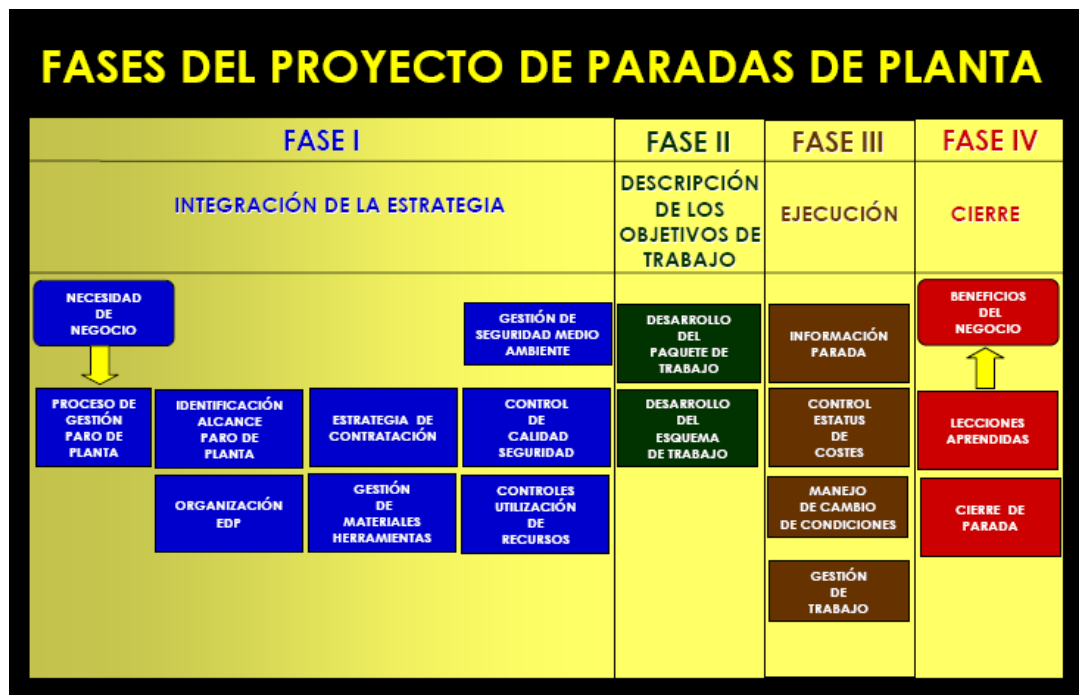 FASES DEL PROYECTO DE PARADAS DE PLANTA
FASE I
FASE II
FASE III
FASE IV
INTEGRACIÓN DE LA ESTRATEGIA
DESCRIPCIÓN
DE LOS
OBJETIVOS DE
TRABAJO
EJECUCIÓN
CIERRE
NECESIDAD
DE
NEGOCIO
PROCESO DE
GESTIÓN
PARO DE
PLANTA
IDENTIFICACIÓN
ALCANCE
PARO DE
PLANTA
ORGANIZACIÓN
EDP
ESTRATEGIA DE
CONTRATACIÓN
GESTIÓN
DE
MATERIALES
HERRAMIENTAS
GESTIÓN DE
SEGURIDAD MEDIO
AMBIENTE
CONTROL
DE
CALIDAD
SEGURIDAD
CONTROLES
UTILIZACIÓN
DE
RECURSOS
DESARROLLO
DEL
PAQUETE DE
TRABAJO
DESARROLLO
DEL
ESQUEMA
DE TRABAJO
INFORMACIÓN
PARADA
CONTROL
ESTATUS
DE
COSTES
MANEJO
DE CAMBIO
DE CONDICIONES
GESTIÓN
DE
TRABAJO
BENEFICIOS
DEL
NEGOCIO
LECCIONES
APRENDIDAS
CIERRE DE
PARADA